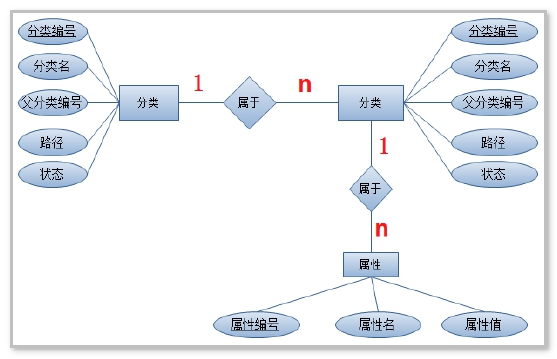 分类编号
分类名
父分类编号
路径
状态
分类
1
属于
n
分类
分类编号
分类名
父分类编号
路径
状态
1
属于
n
属性
属性编号
属性名
属性值